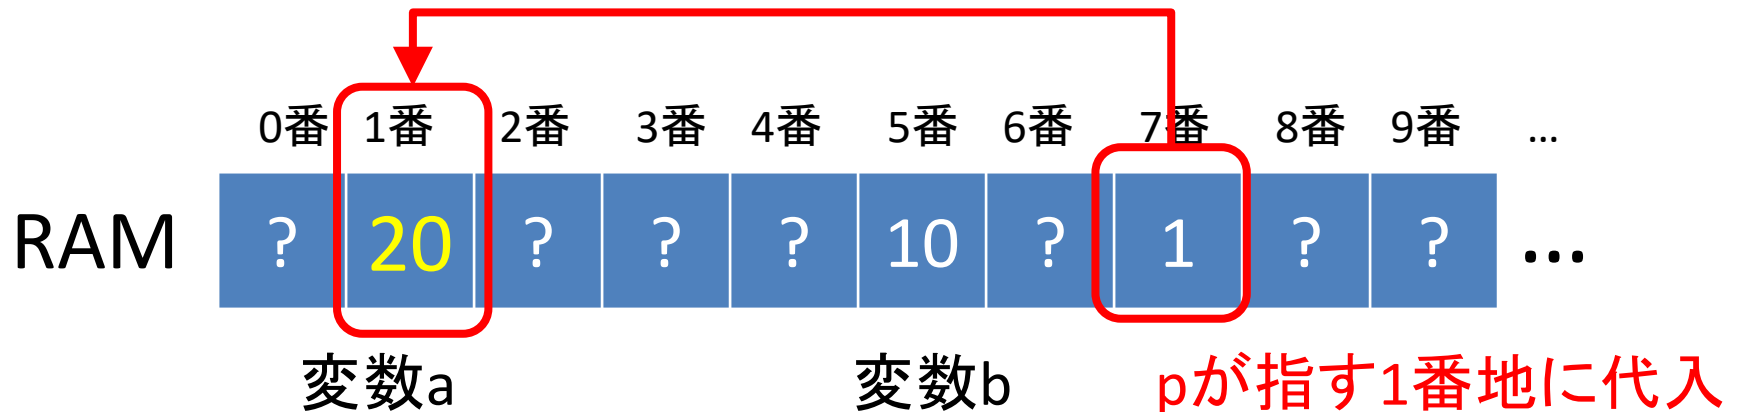 0番 1番 2番 3番 4番 5番 6番 7番 8番 9番 ...
RAM ? 20 ? ? ? 10 ? 1 ? ? ...
変数a 変数b pが指す1番地に代入